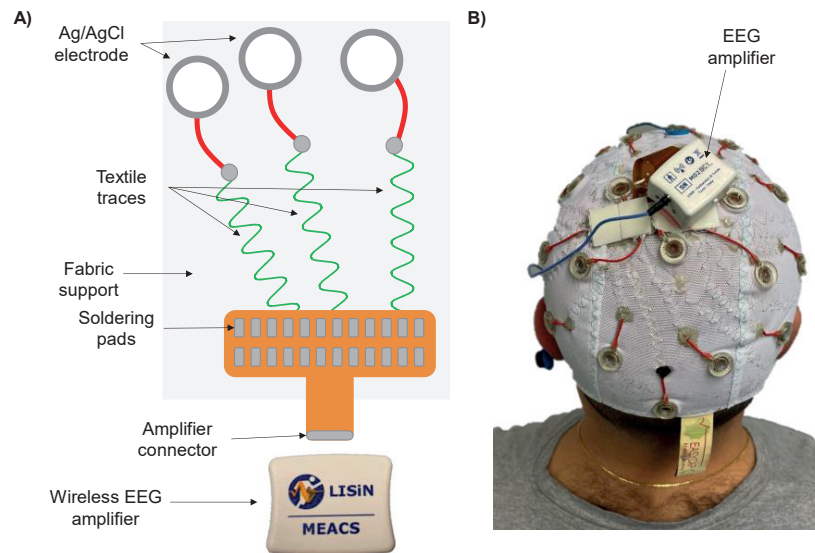 A)
Ag/AgCl
electrode
Textile
traces
Fabric
support
Soldering
pads
Amplifier
connector
Wireless EEG
amplifier
LISiN
MEACS
B)
EEG
amplifier